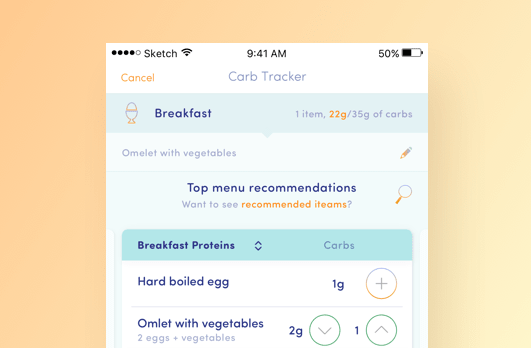 Sketch 9:41 AM 50%
Cancel Carb Tracker
Breakfast 1 item, 22g/35g of carbs
Omelet with vegetables
Top menu recommendations
Want to see recommended iteams?
Breakfast Proteins Carbs
Hard boiled egg 1g
Omlet with vegetables 2g 1
2 eggs + vegetables